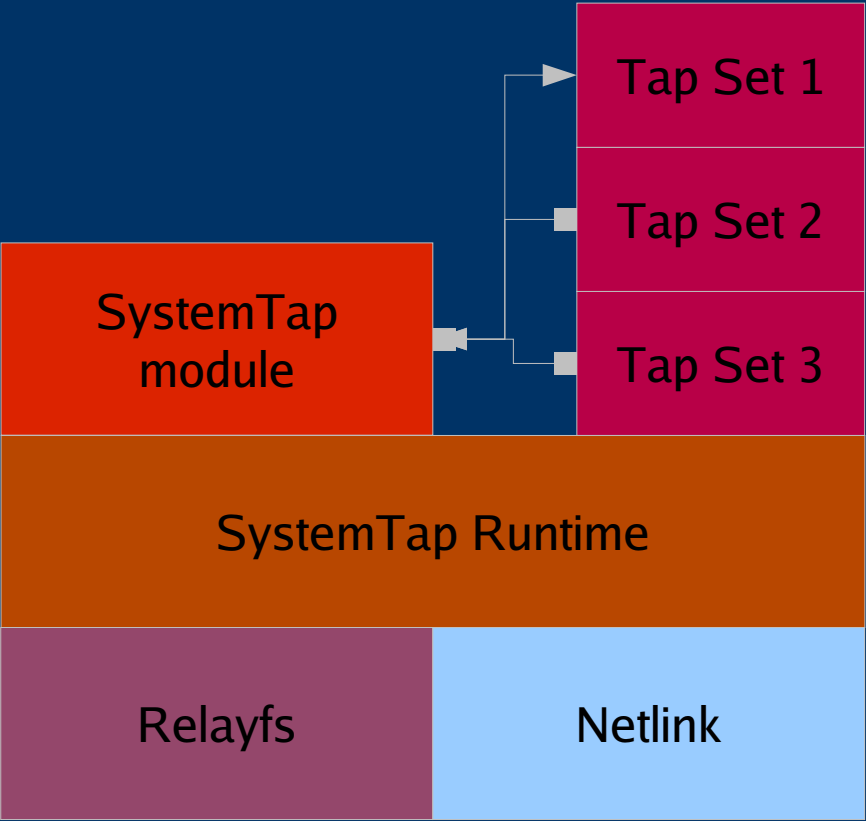 Tap Set 1
Tap Set 2
SystemTap
module
Tap Set 3
SystemTap Runtime
Relayfs
Netlink